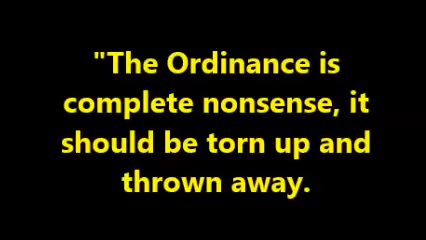 "The Ordinance is
complete nonsense, it
should be torn up and
thrown away.